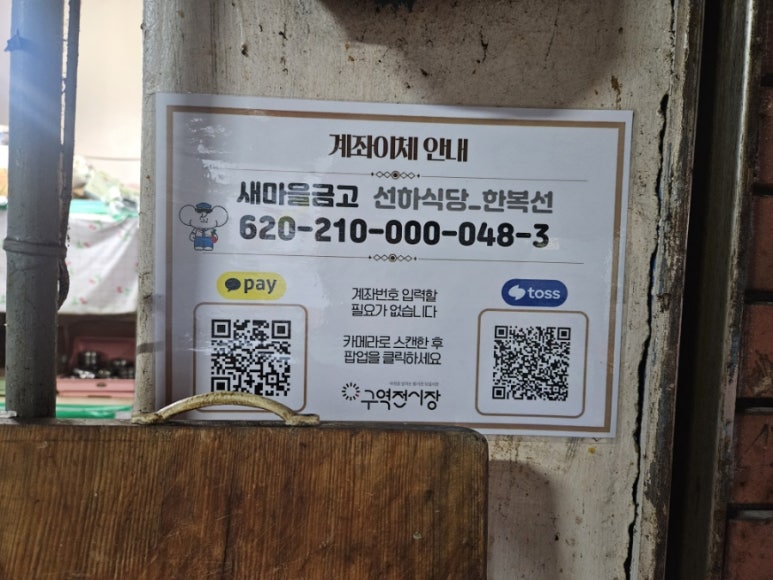 계좌이체 안내
새마을금고 선하식당_한복선
620-210-000-048-3
pay
계좌번호 입력할
필요가 없습니다
카메라로 스캔한 후
팝업을 클릭하세요
toss
구역전시장